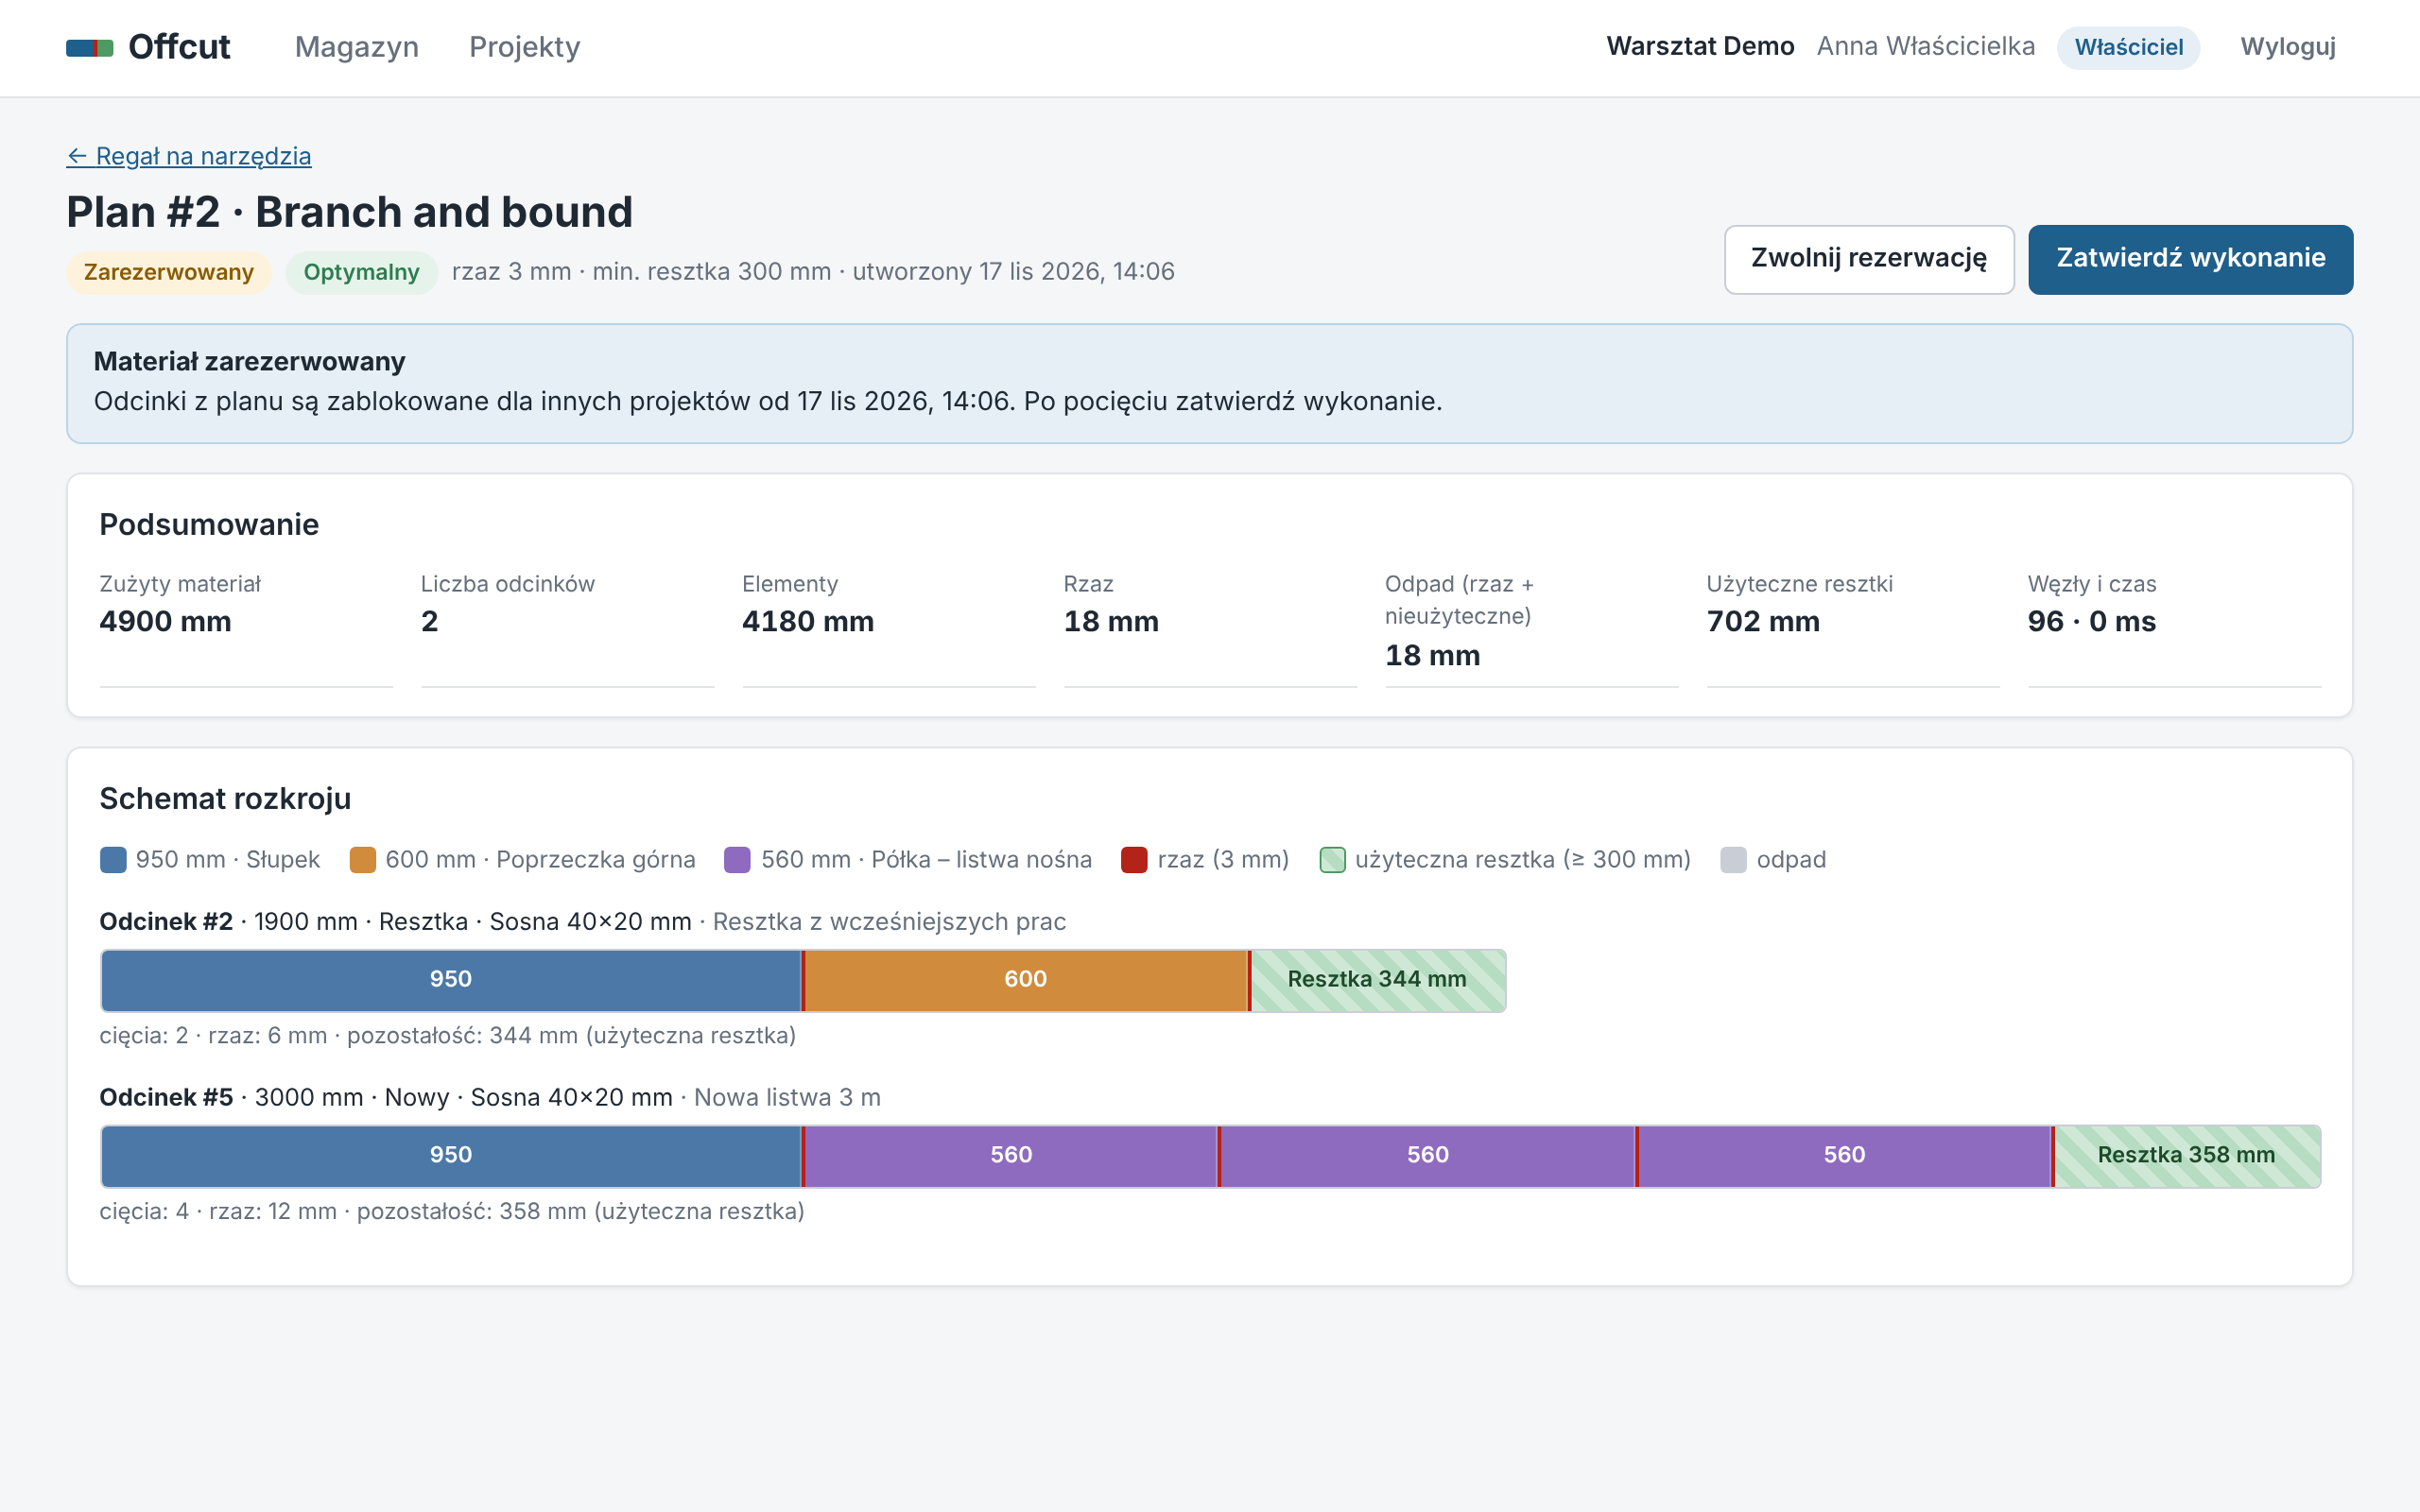 Offcut Magazyn Projekty Warsztat Demo Anna Właścicielka Właściciel Wyloguj
← Regał na narzędzia
Plan #2 · Branch and bound
Zarezerwowany Optymalny rzaz 3 mm · min. resztka 300 mm · utworzony 17 lis 2026, 14:06
Zwolnij rezerwację Zatwierdź wykonanie
Materiał zarezerwowany
Odcinki z planu są zablokowane dla innych projektów od 17 lis 2026, 14:06. Po pocięciu zatwierdź wykonanie.
Podsumowanie
Zużyty materiał
4900 mm
Liczba odcinków
2
Elementy
4180 mm
Rzaz
18 mm
Odpad (rzaz +
nieużyteczne)
18 mm
Użyteczne resztki
702 mm
Węzły i czas
96 · 0 ms
Schemat rozkroju
950 mm · Słupek 600 mm · Poprzeczka górna 560 mm · Półka – listwa nośna rzaz (3 mm) użyteczna resztka (≥ 300 mm) odpad
Odcinek #2 · 1900 mm · Resztka · Sosna 40×20 mm · Resztka z wcześniejszych prac
950 600 Resztka 344 mm
cięcia: 2 · rzaz: 6 mm · pozostałość: 344 mm (użyteczna resztka)
Odcinek #5 · 3000 mm · Nowy · Sosna 40×20 mm · Nowa listwa 3 m
950 560 560 560 Resztka 358 mm
cięcia: 4 · rzaz: 12 mm · pozostałość: 358 mm (użyteczna resztka)